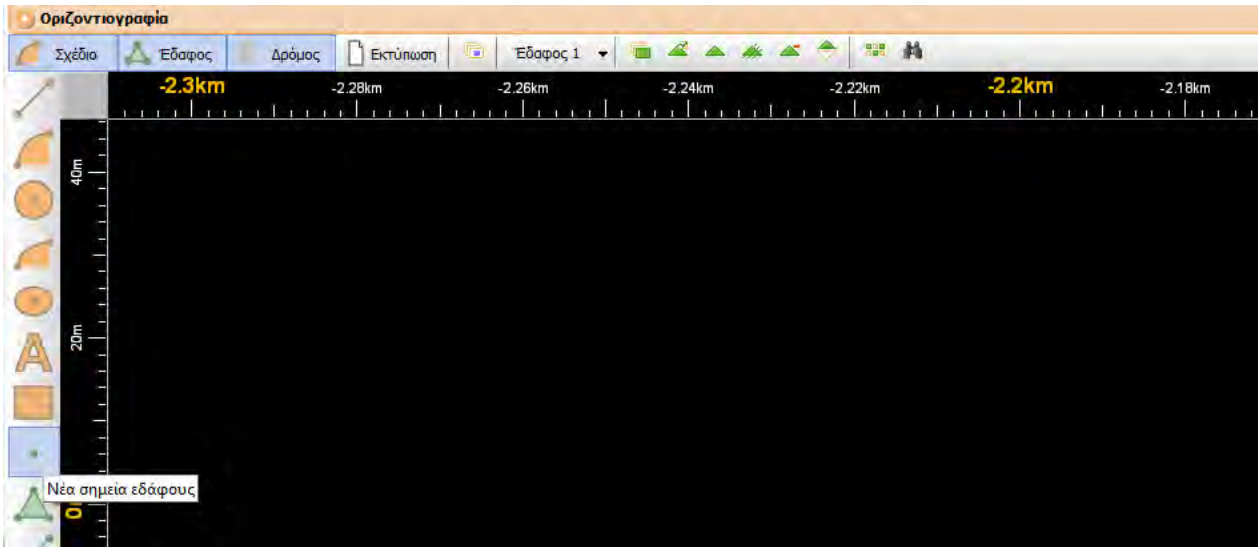 Οριζοντιογραφία
Σχέδιο Έδαφος Δρόμος Εκτύπωση Έδαφος 1
-2.3km -2.28km -2.26km -2.24km -2.22km -2.2km -2.18km
40m
20m
A
Νέα σημεία εδάφους